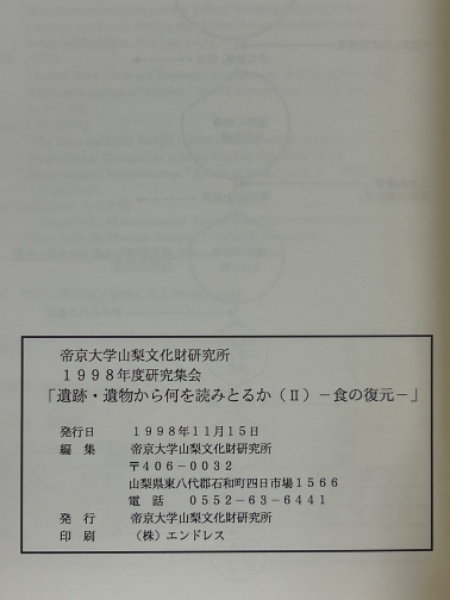 帝京大学山梨文化財研究所
１９９８年度研究集会
「遺跡・遺物から何を読みとるか（Ⅱ）－食の復元－」
発行日　１９９８年１１月１５日
編　集　帝京大学山梨文化財研究所
〒４０６－００３２
山梨県東八代郡石和町四日市場１５６６
電　話　０５５２－６３－６４４１
発　行　帝京大学山梨文化財研究所
印　刷　（株）エンドレス